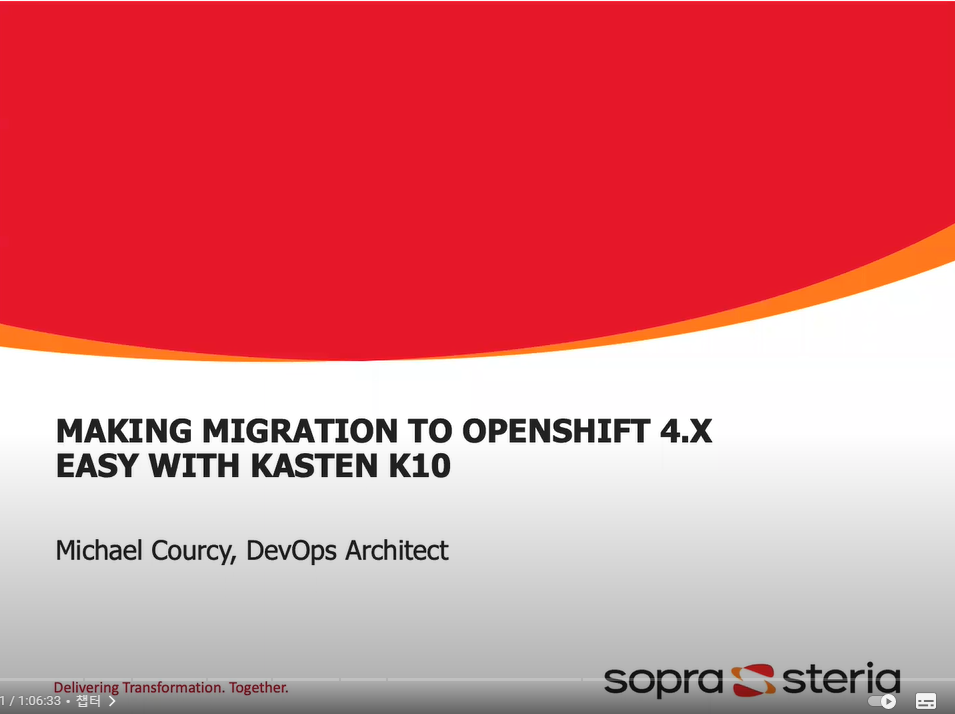 MAKING MIGRATION TO OPENSHIFT 4.X
EASY WITH KASTEN K10
Michael Courcy, DevOps Architect
sopra steria
Delivering Transformation. Together.
1 / 1:06:33 • 챕터